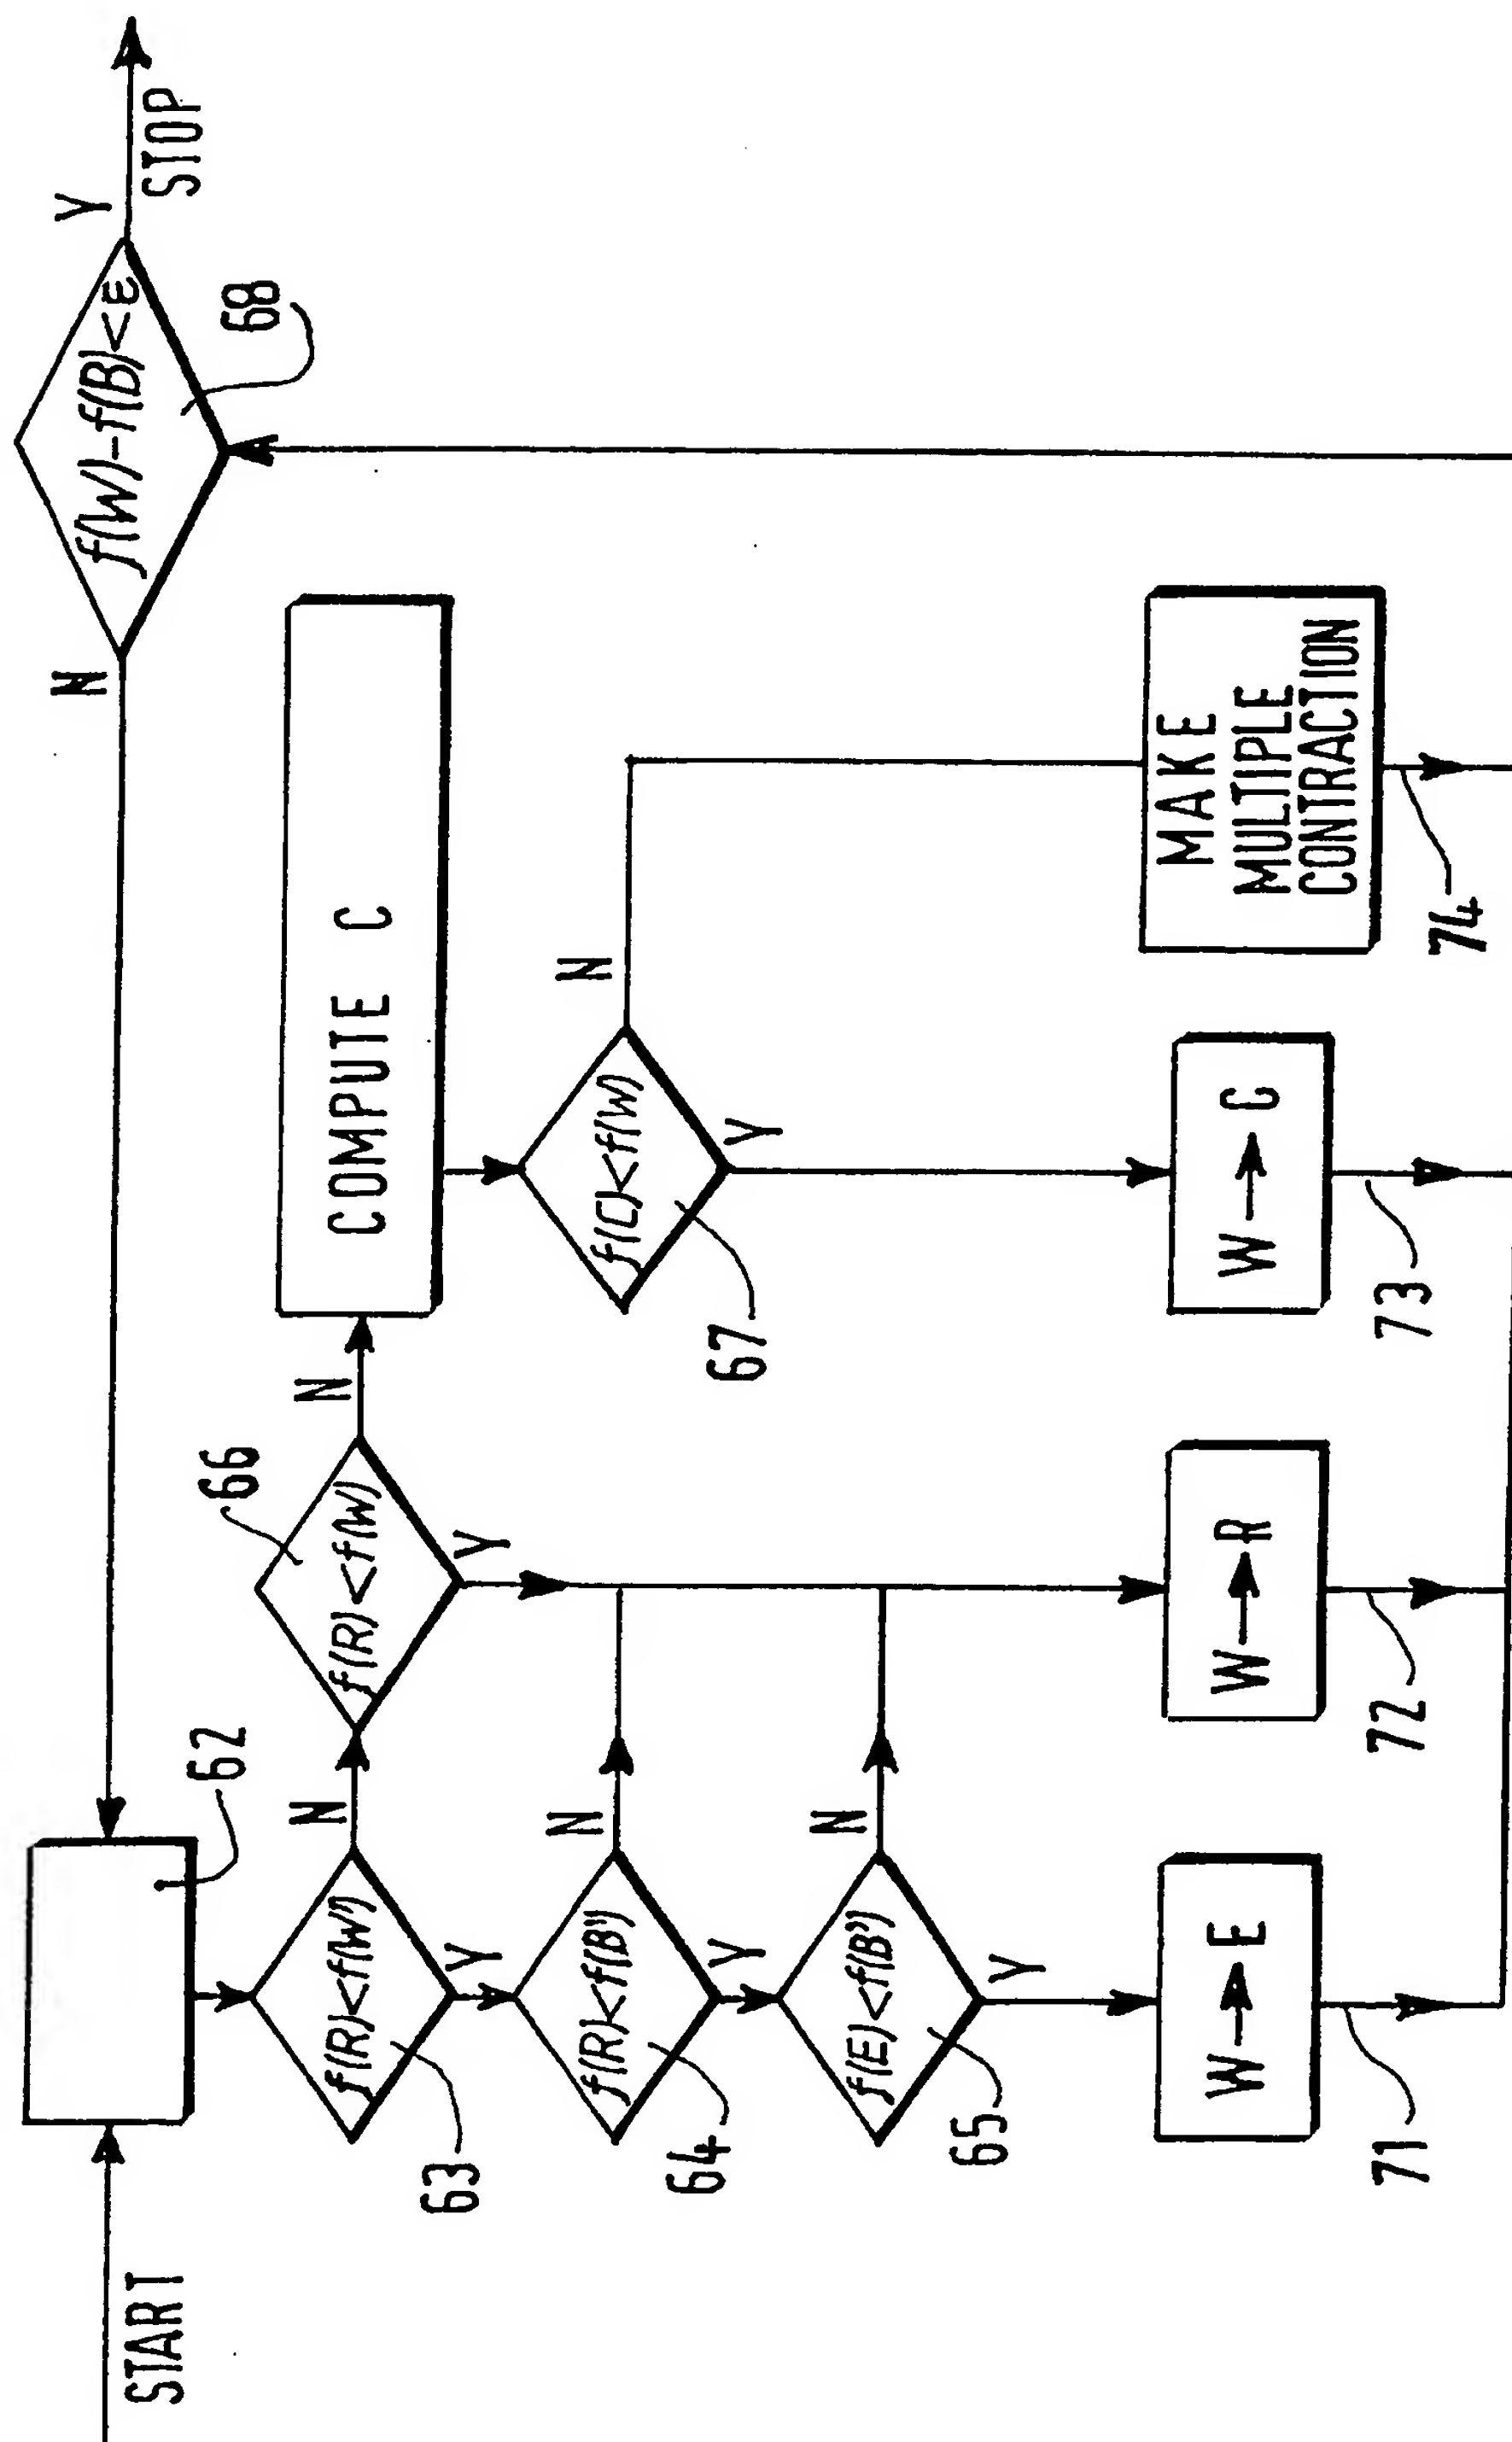 START
62
N
f(W)-f(B)<ε
Y
STOP
68
f(R)<f(W')
N
63
Y
f(R)<f(W)
66
N
Y
COMPUTE C
f(R)<f(B')
N
64
Y
f(C)<f(W)
N
67
Y
f(E)<f(B')
N
65
Y
W→E
71
W→R
72
W→C
73
MAKE
MULTIPLE
CONTRACTION
74